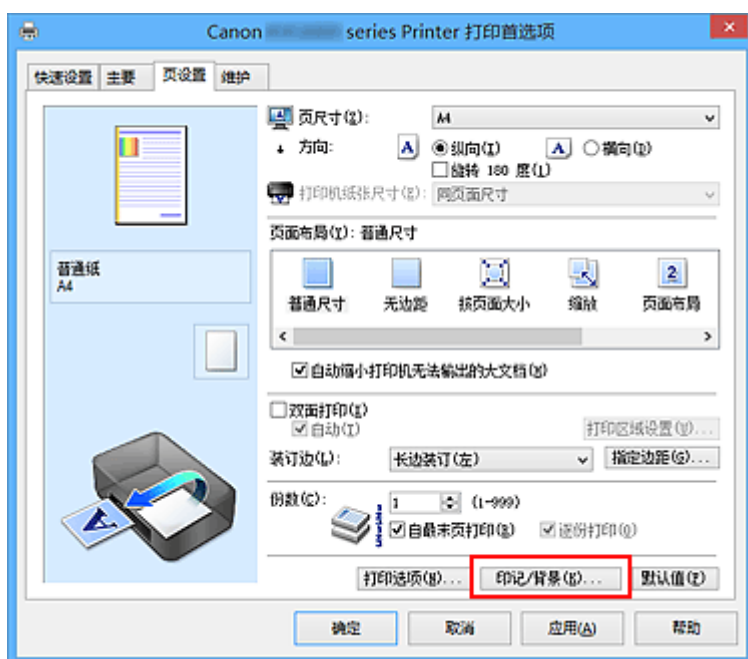 Canon series Printer 打印首选项
快速设置 主要 页设置 维护
页尺寸(Z): A4
方向: A 纵向(I) A 横向(D)
旋转 180 度(L)
打印机纸张尺寸(E): 同页面尺寸
页面布局(Y): 普通尺寸
普通纸
A4
普通尺寸 无边距 按页面大小 缩放 页面布局
自动缩小打印机无法输出的大文档(X)
双面打印(K)
自动(T) 打印区域设置(U)...
装订边(L): 长边装订(左) 指定边距(G)...
份数(C): 1 (1-999)
自最末页打印(R) 逐份打印(O)
打印选项(N)... 印记/背景(B)... 默认值(F)
确定 取消 应用(A) 帮助